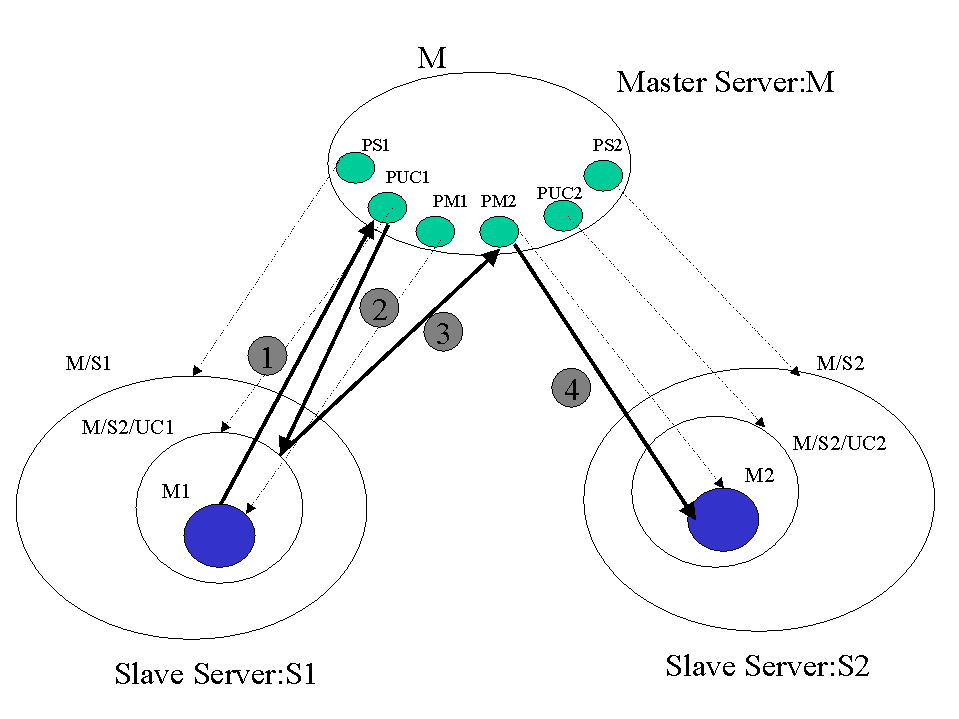 M
Master Server:M
PS1
PS2
PUC1
PUC2
PM1
PM2
2
3
1
4
M/S1
M/S2
M/S2/UC1
M/S2/UC2
M1
M2
Slave Server:S1
Slave Server:S2